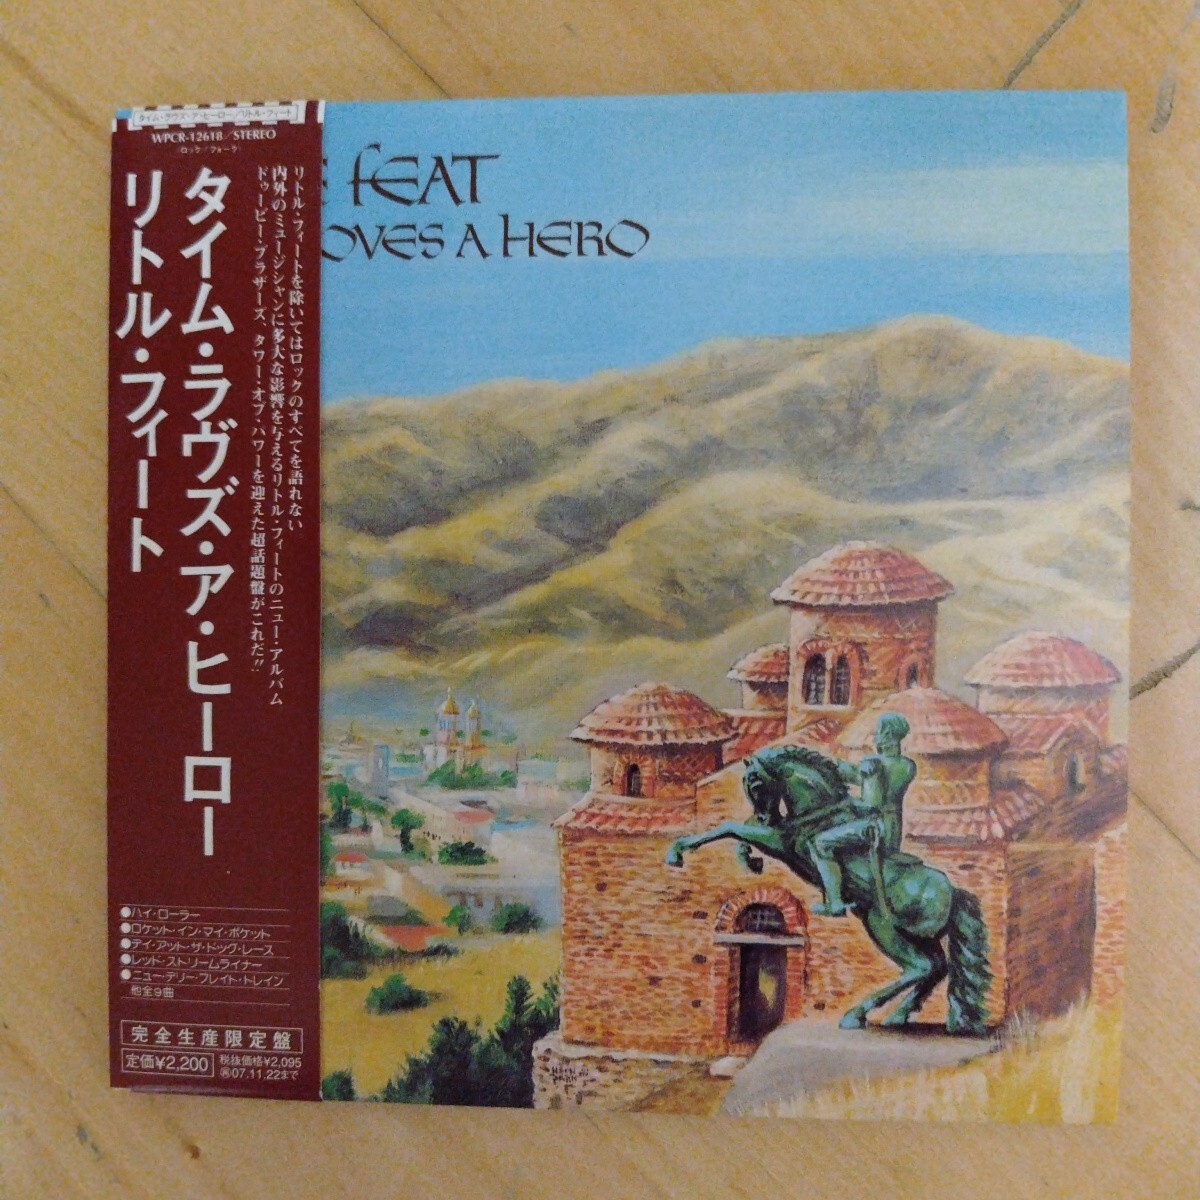 タイム・ラヴズ・ア・ヒーロー/リトル・フィート
WPCR-12618/STEREO
(ロック/フォーク)
タイム・ラヴズ・ア・ヒーロー
リトル・フィート
リトル・フィートを除いてはロックのすべてを語れない
内外のミュージシャンに多大な影響を与えるリトル・フィートのニュー・アルバム
ドゥービー・ブラザーズ、タワー・オブ・パワーを迎えた超話題盤がこれだ!!
●ハイ・ローラー
●ロケット・イン・マイ・ポケット
●デイ・アット・ザ・ドッグ・レース
●レッド・ストリームライナー
●ニュー・デリー・フレイト・トレイン
他全9曲
完全生産限定盤
定価¥2,200
税抜価格¥2,095
再07.11.22まで
FEAT
OVES A HERO